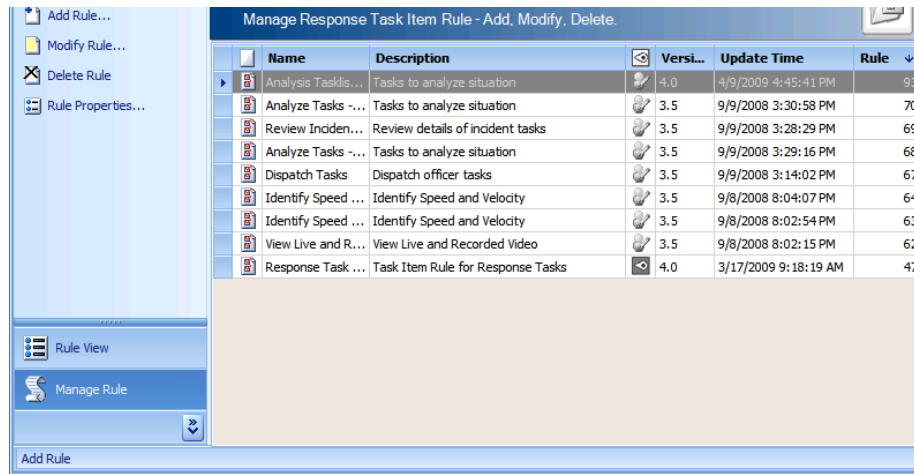 Add Rule...
Modify Rule...
Delete Rule
Rule Properties...
Rule View
Manage Rule
Manage Response Task Item Rule - Add, Modify, Delete.
Name Description Versi... Update Time Rule
Analysis Tasklis... Tasks to analyze situation 4.0 4/9/2009 4:45:41 PM
Analyze Tasks -... Tasks to analyze situation 3.5 9/9/2008 3:30:58 PM 70
Review Inciden... Review details of incident tasks 3.5 9/9/2008 3:28:29 PM 69
Analyze Tasks -... Tasks to analyze situation 3.5 9/9/2008 3:29:16 PM 68
Dispatch Tasks Dispatch officer tasks 3.5 9/9/2008 3:14:02 PM 67
Identify Speed ... Identify Speed and Velocity 3.5 9/8/2008 8:04:07 PM 64
Identify Speed ... Identify Speed and Velocity 3.5 9/8/2008 8:02:54 PM 63
View Live and R... View Live and Recorded Video 3.5 9/8/2008 8:02:15 PM 62
Response Task ... Task Item Rule for Response Tasks 4.0 3/17/2009 9:18:19 AM 47
Add Rule